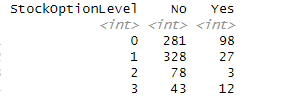 StockOptionLevel No Yes
<int> <int> <int>
0 281 98
1 328 27
2 78 3
3 43 12